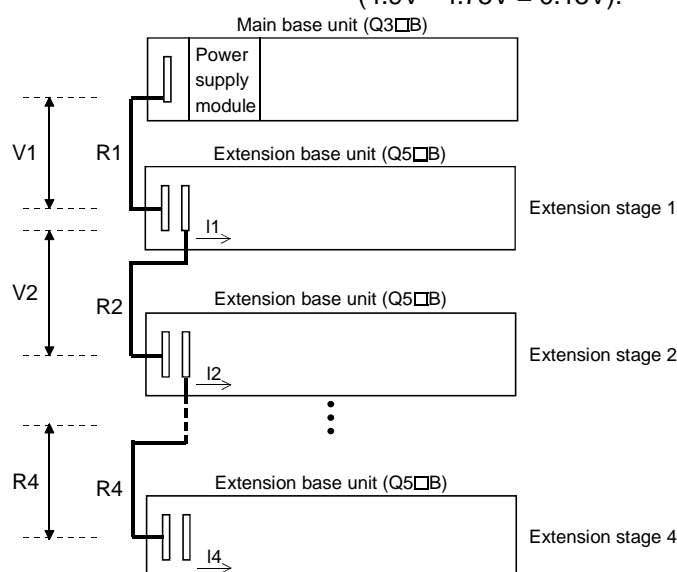 (4.9V - 4.75V = 0.15V).
Main base unit (Q3□B)
Power
supply
module
V1
R1
Extension base unit (Q5□B)
I1
Extension stage 1
V2
R2
Extension base unit (Q5□B)
I2
Extension stage 2
R4
R4
Extension base unit (Q5□B)
I4
Extension stage 4